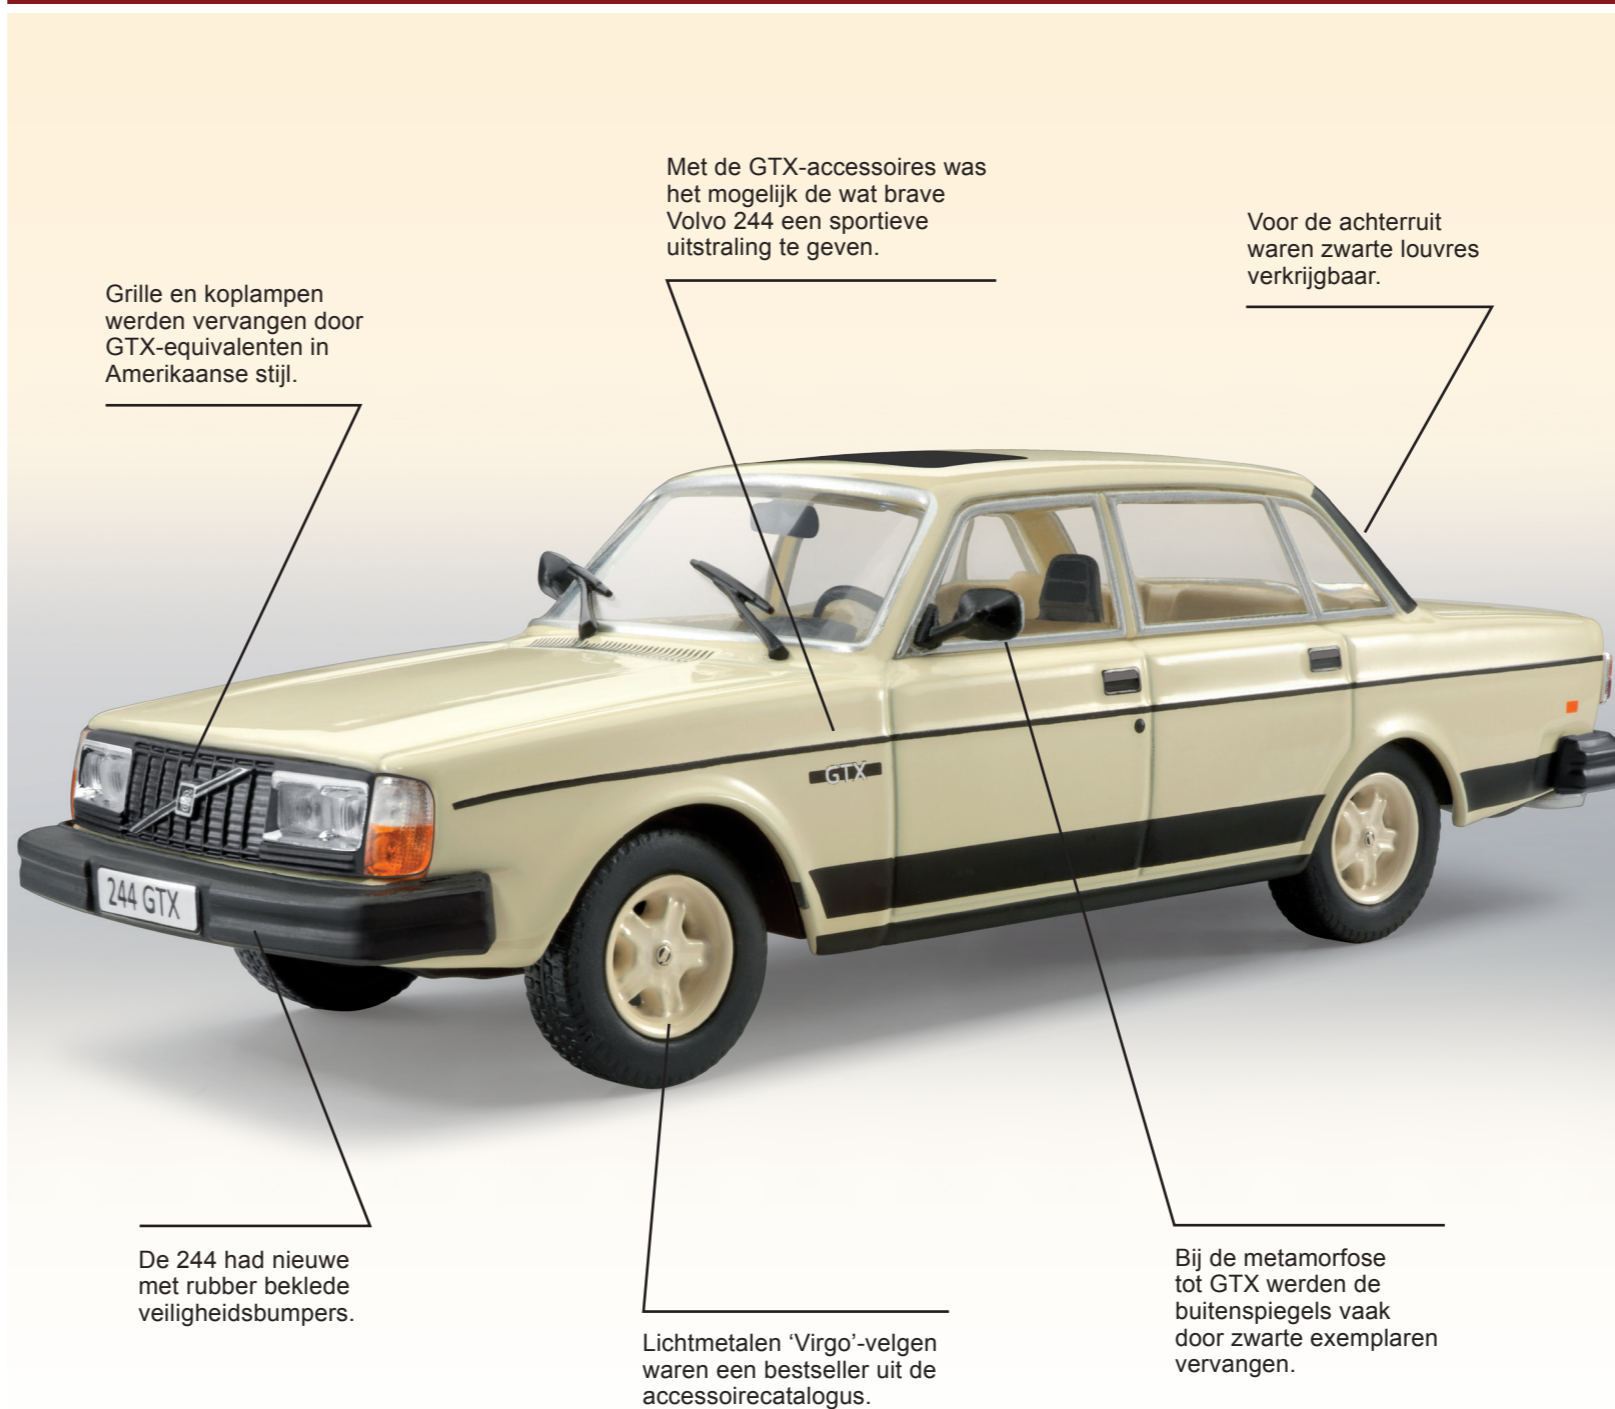 Met de GTX-accessoires was
het mogelijk de wat brave
Volvo 244 een sportieve
uitstraling te geven.
Voor de achterruit
waren zwarte louvres
verkrijgbaar.
Grille en koplampen
werden vervangen door
GTX-equivalenten in
Amerikaanse stijl.
GTX
244 GTX
De 244 had nieuwe
met rubber beklede
veiligheidsbumpers.
Lichtmetalen ‘Virgo’-velgen
waren een bestseller uit de
accessoirecatalogus.
Bij de metamorfose
tot GTX werden de
buitenspiegels vaak
door zwarte exemplaren
vervangen.